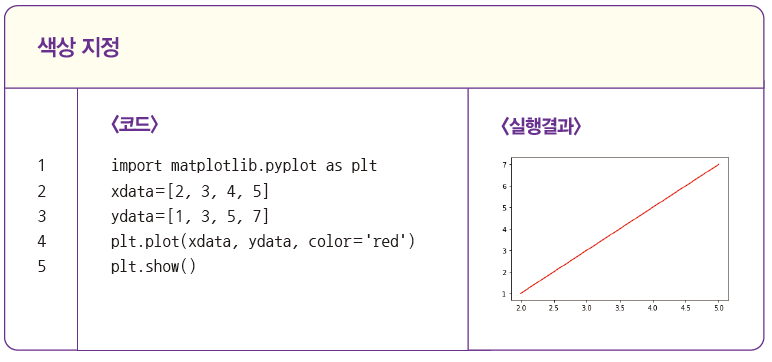 색상 지정
<코드>
1 import matplotlib.pyplot as plt
2 xdata=[2, 3, 4, 5]
3 ydata=[1, 3, 5, 7]
4 plt.plot(xdata, ydata, color='red')
5 plt.show()
<실행결과>
7
6
5
4
3
2
1
2.0 2.5 3.0 3.5 4.0 4.5 5.0